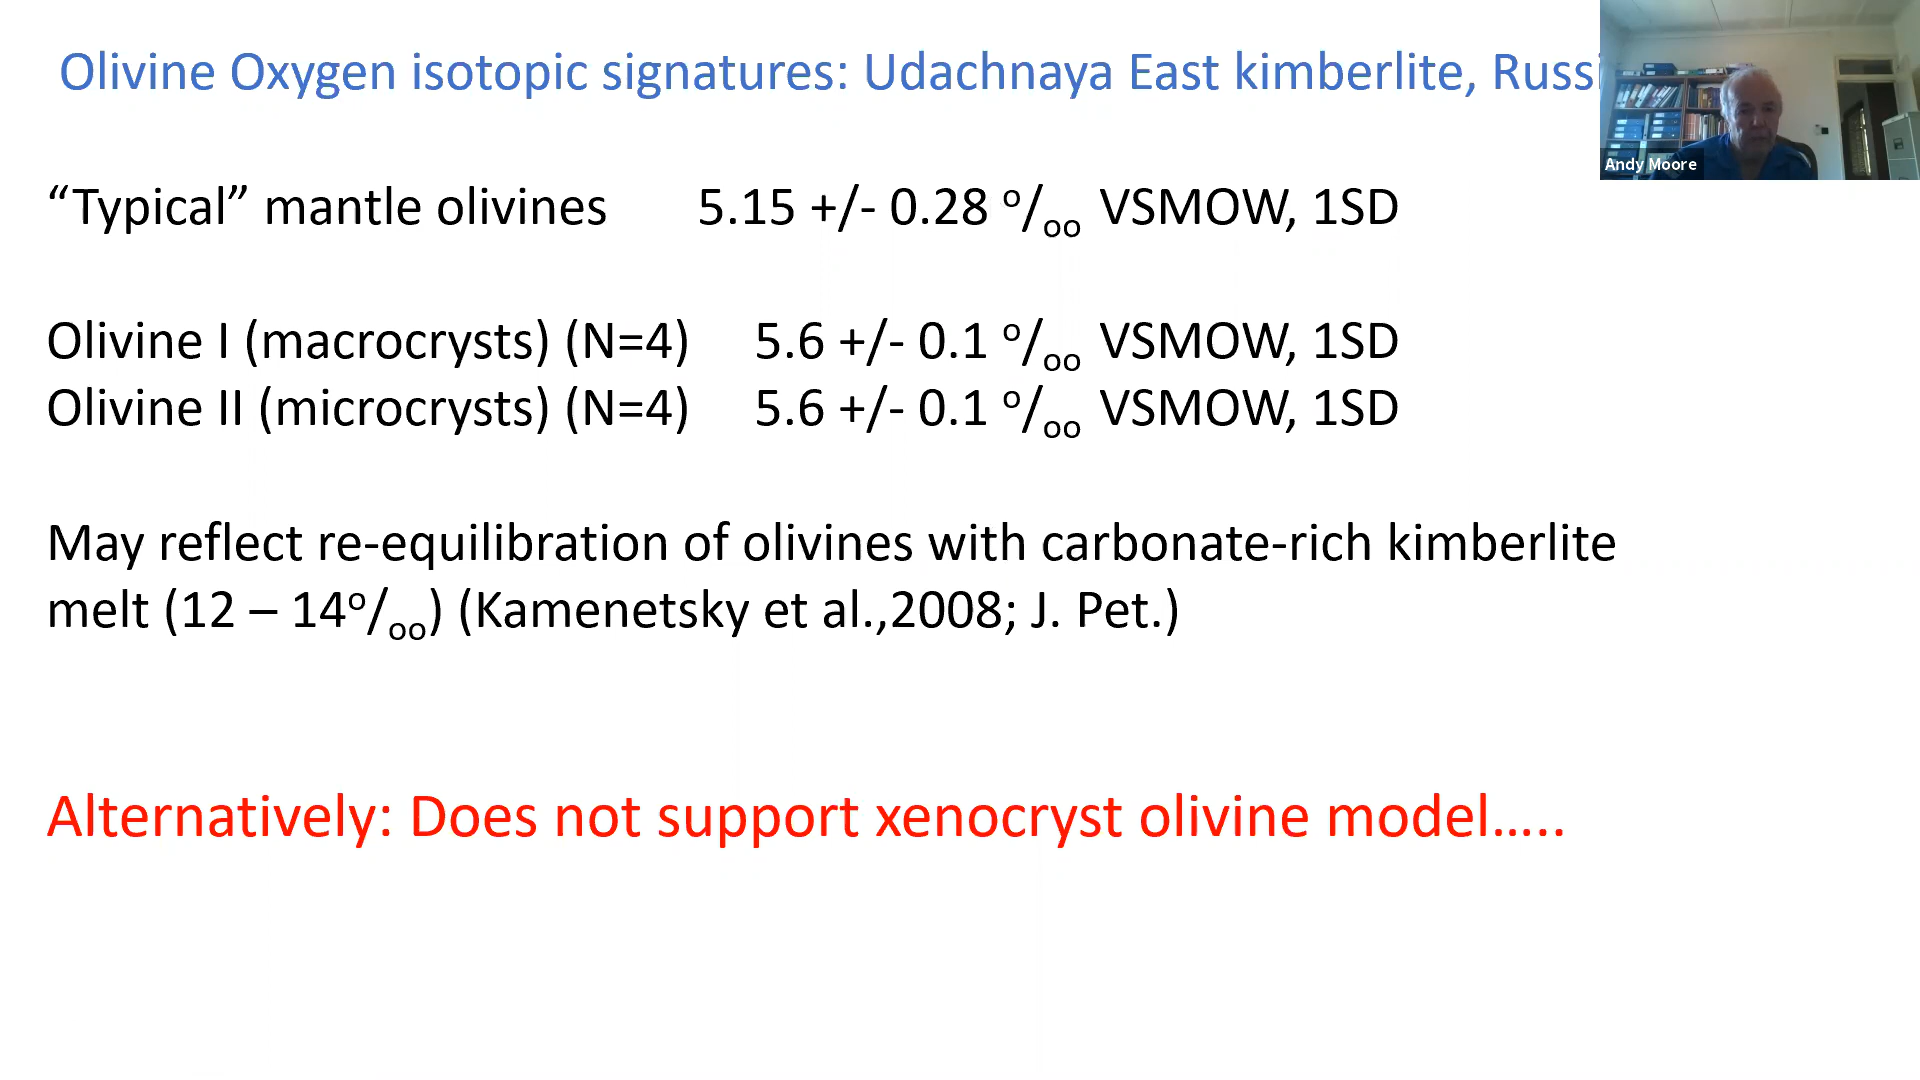 Olivine Oxygen isotopic signatures: Udachnaya East kimberlite, Russi
Andy Moore
“Typical” mantle olivines 5.15 +/- 0.28 o/oo VSMOW, 1SD
Olivine I (macrocrysts) (N=4) 5.6 +/- 0.1 o/oo VSMOW, 1SD
Olivine II (microcrysts) (N=4) 5.6 +/- 0.1 o/oo VSMOW, 1SD
May reflect re-equilibration of olivines with carbonate-rich kimberlite
melt (12 – 14o/oo) (Kamenetsky et al.,2008; J. Pet.)
Alternatively: Does not support xenocryst olivine model…..